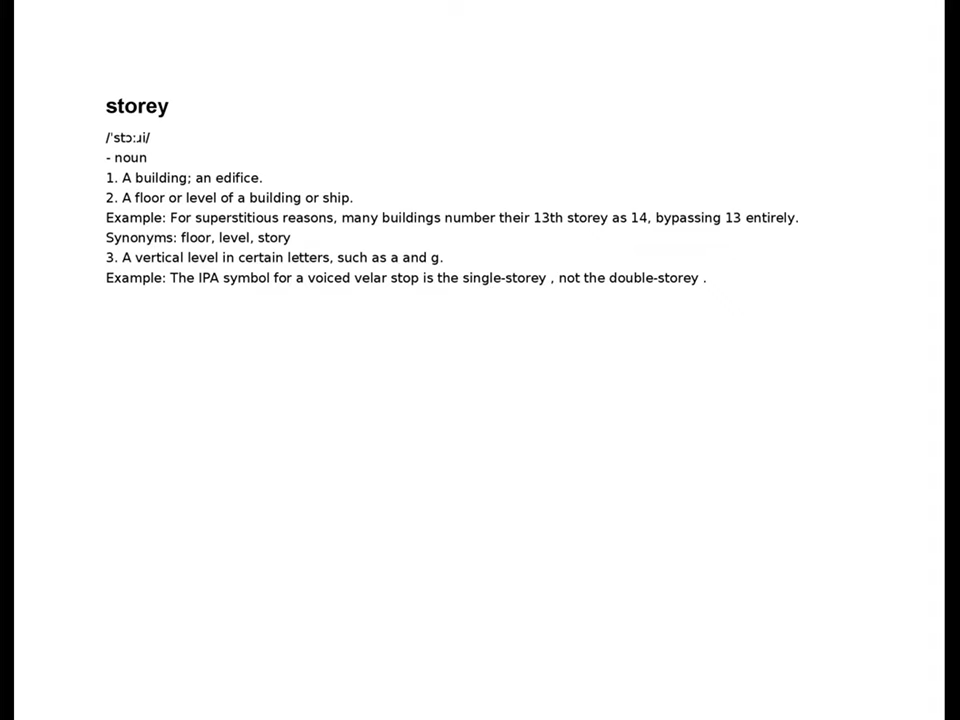 storey
/ˈstɔːɹi/
- noun
1. A building; an edifice.
2. A floor or level of a building or ship.
Example: For superstitious reasons, many buildings number their 13th storey as 14, bypassing 13 entirely.
Synonyms: floor, level, story
3. A vertical level in certain letters, such as a and g.
Example: The IPA symbol for a voiced velar stop is the single-storey , not the double-storey .